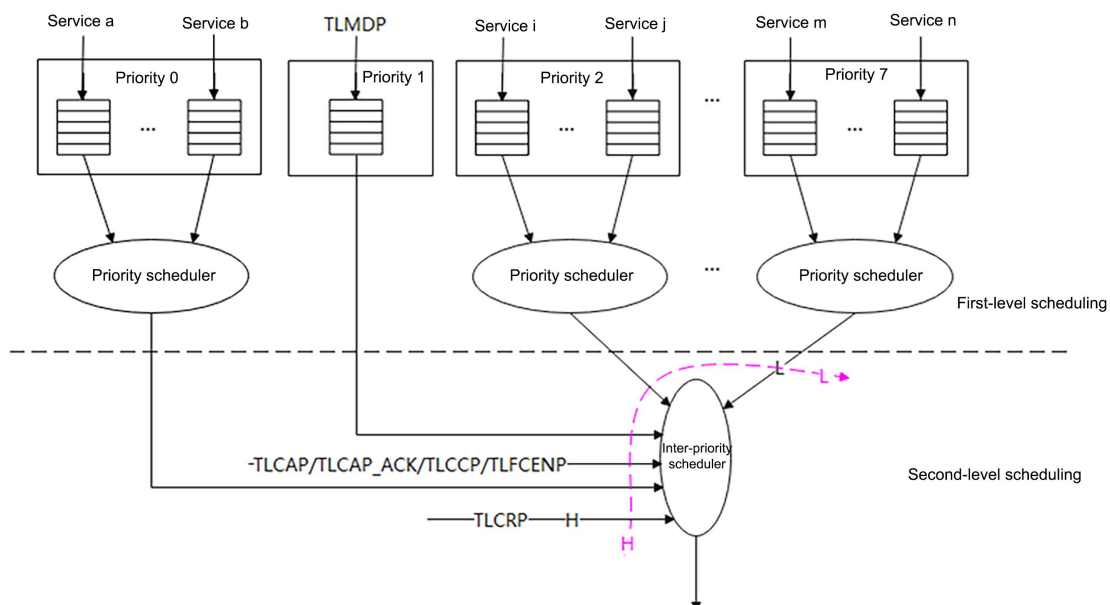 Service a
Service b
TLMDP
Service i
Service j
Service m
Service n
Priority 0
Priority 1
Priority 2
Priority 7
...
...
...
...
Priority scheduler
Priority scheduler
...
Priority scheduler
First-level scheduling
L
L
Inter-priority
scheduler
-TLCAP/TLCAP_ACK/TLCCP/TLFCENP
Second-level scheduling
TLCRP
H
H